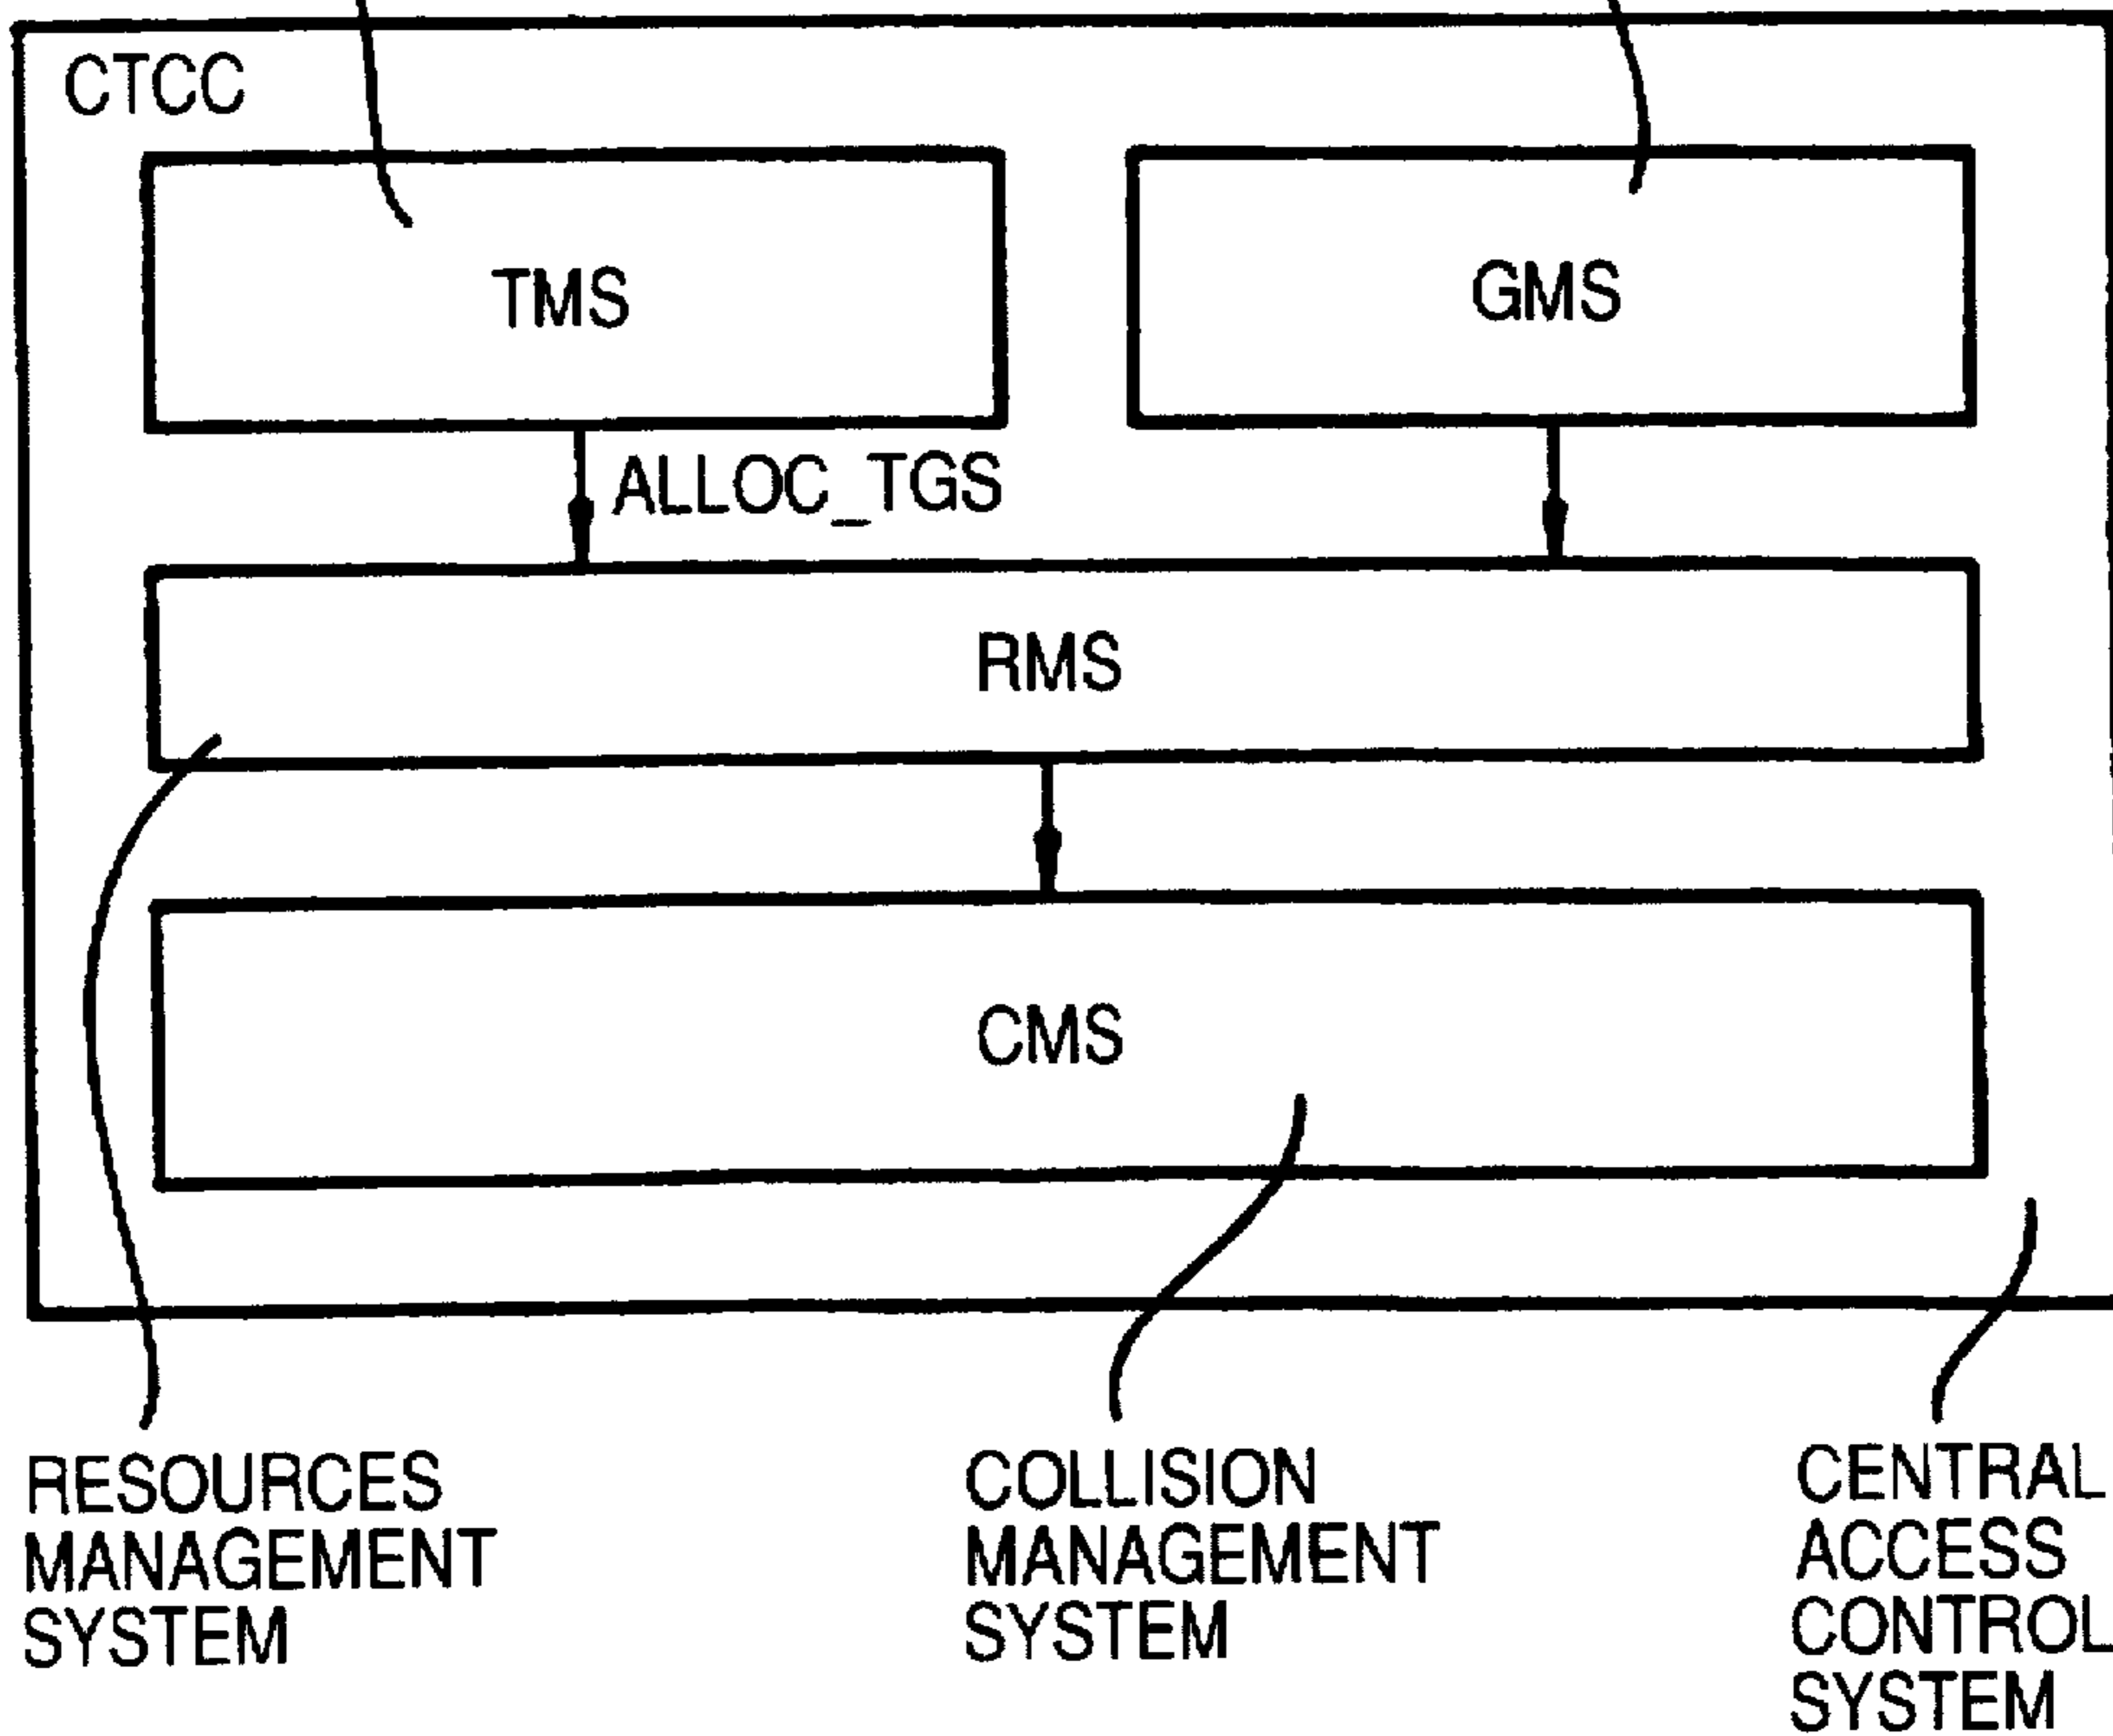 CTCC
TMS
GMS
ALLOC_TGS
RMS
CMS
RESOURCES
MANAGEMENT
SYSTEM
COLLISION
MANAGEMENT
SYSTEM
CENTRAL
ACCESS
CONTROL
SYSTEM